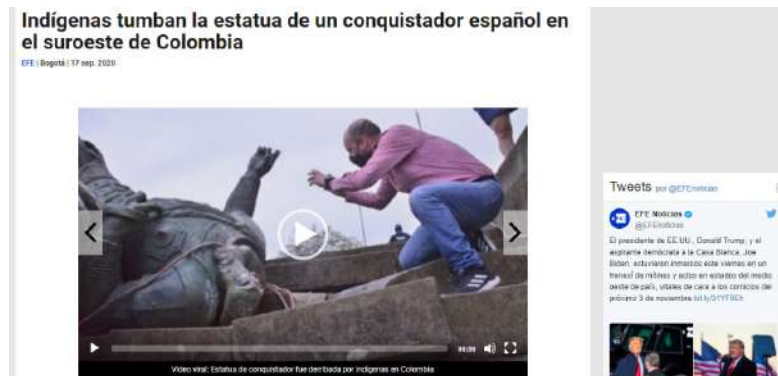 Indígenas tumban la estatua de un conquistador español en
el suroeste de Colombia
EFE | Bogotá | 17 sep. 2020
Video viral: Estatua de conquistador fue derribada por indígenas en Colombia
Tweets por @EFEnoticias
EFE Noticias
@EFEnoticias
El presidente de EE.UU., Donald Trump, y el
aspirante demócrata a la Casa Blanca, Joe
Biden, estuvieron inmersos este viernes en un
frenesí de mítines y actos en estados del medio
oeste de país, vitales de cara a los comicios del
próximo 3 de noviembre